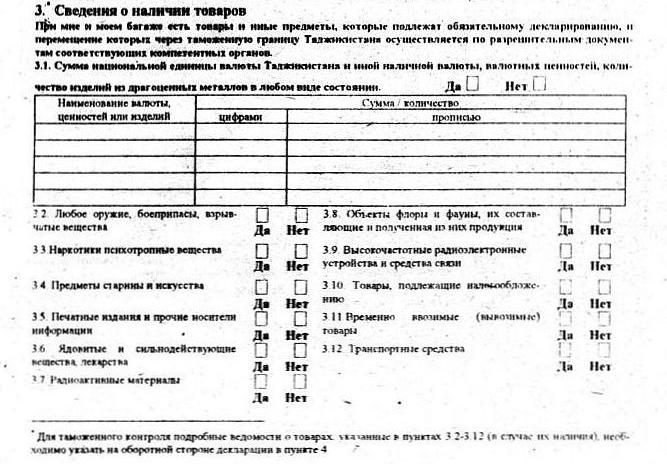 3.* Сведения о наличии товаров
При мне и моем багаже есть товары и иные предметы, которые подлежат обязательному декларированию, и
перемещение которых через таможенную границу Таджикистана осуществляется по разрешительным докумен-
там соответствующих компетентных органов.
3.1. Сумма национальной единицы валюты Таджикистана и иной наличной валюты, валютных ценностей, коли-
чество изделий из драгоценных металлов в любом виде состоянии. Да Нет
Наименование валюты, Сумма / количество
ценностей или изделий цифрами прописью
3 2. Любое оружие, боеприпасы, взрыв- 3.8. Объекты флоры и фауны, их состав-
чатые вещества Да Нет ляющие и полученная из них продукция Да Нет
3 3 Наркотики психотропные вещества 3.9. Высокочастотные радиоэлектронные
Да Нет устройства и средства связи Да Нет
3 4 Предметы старины и искусства 3.10. Товары, подлежащие налогообложе-
Да Нет нию Да Нет
3 5. Печатные издания и прочие носители 3 11 Временно ввозимые (вывозимые)
информации Да Нет товары Да Нет
3.6 Ядовитые и сильнодействующие 3.12 Транспортные средства
вещества, лекарства Да Нет Да Нет
3.7 Радиоактивные материалы
Да Нет
* Для таможенного контроля подробные ведомости о товарах, указанные в пунктах 3 2-3.12 (в случае их наличия), необ-
ходимо указать на оборотной стороне декларации в пункте 4